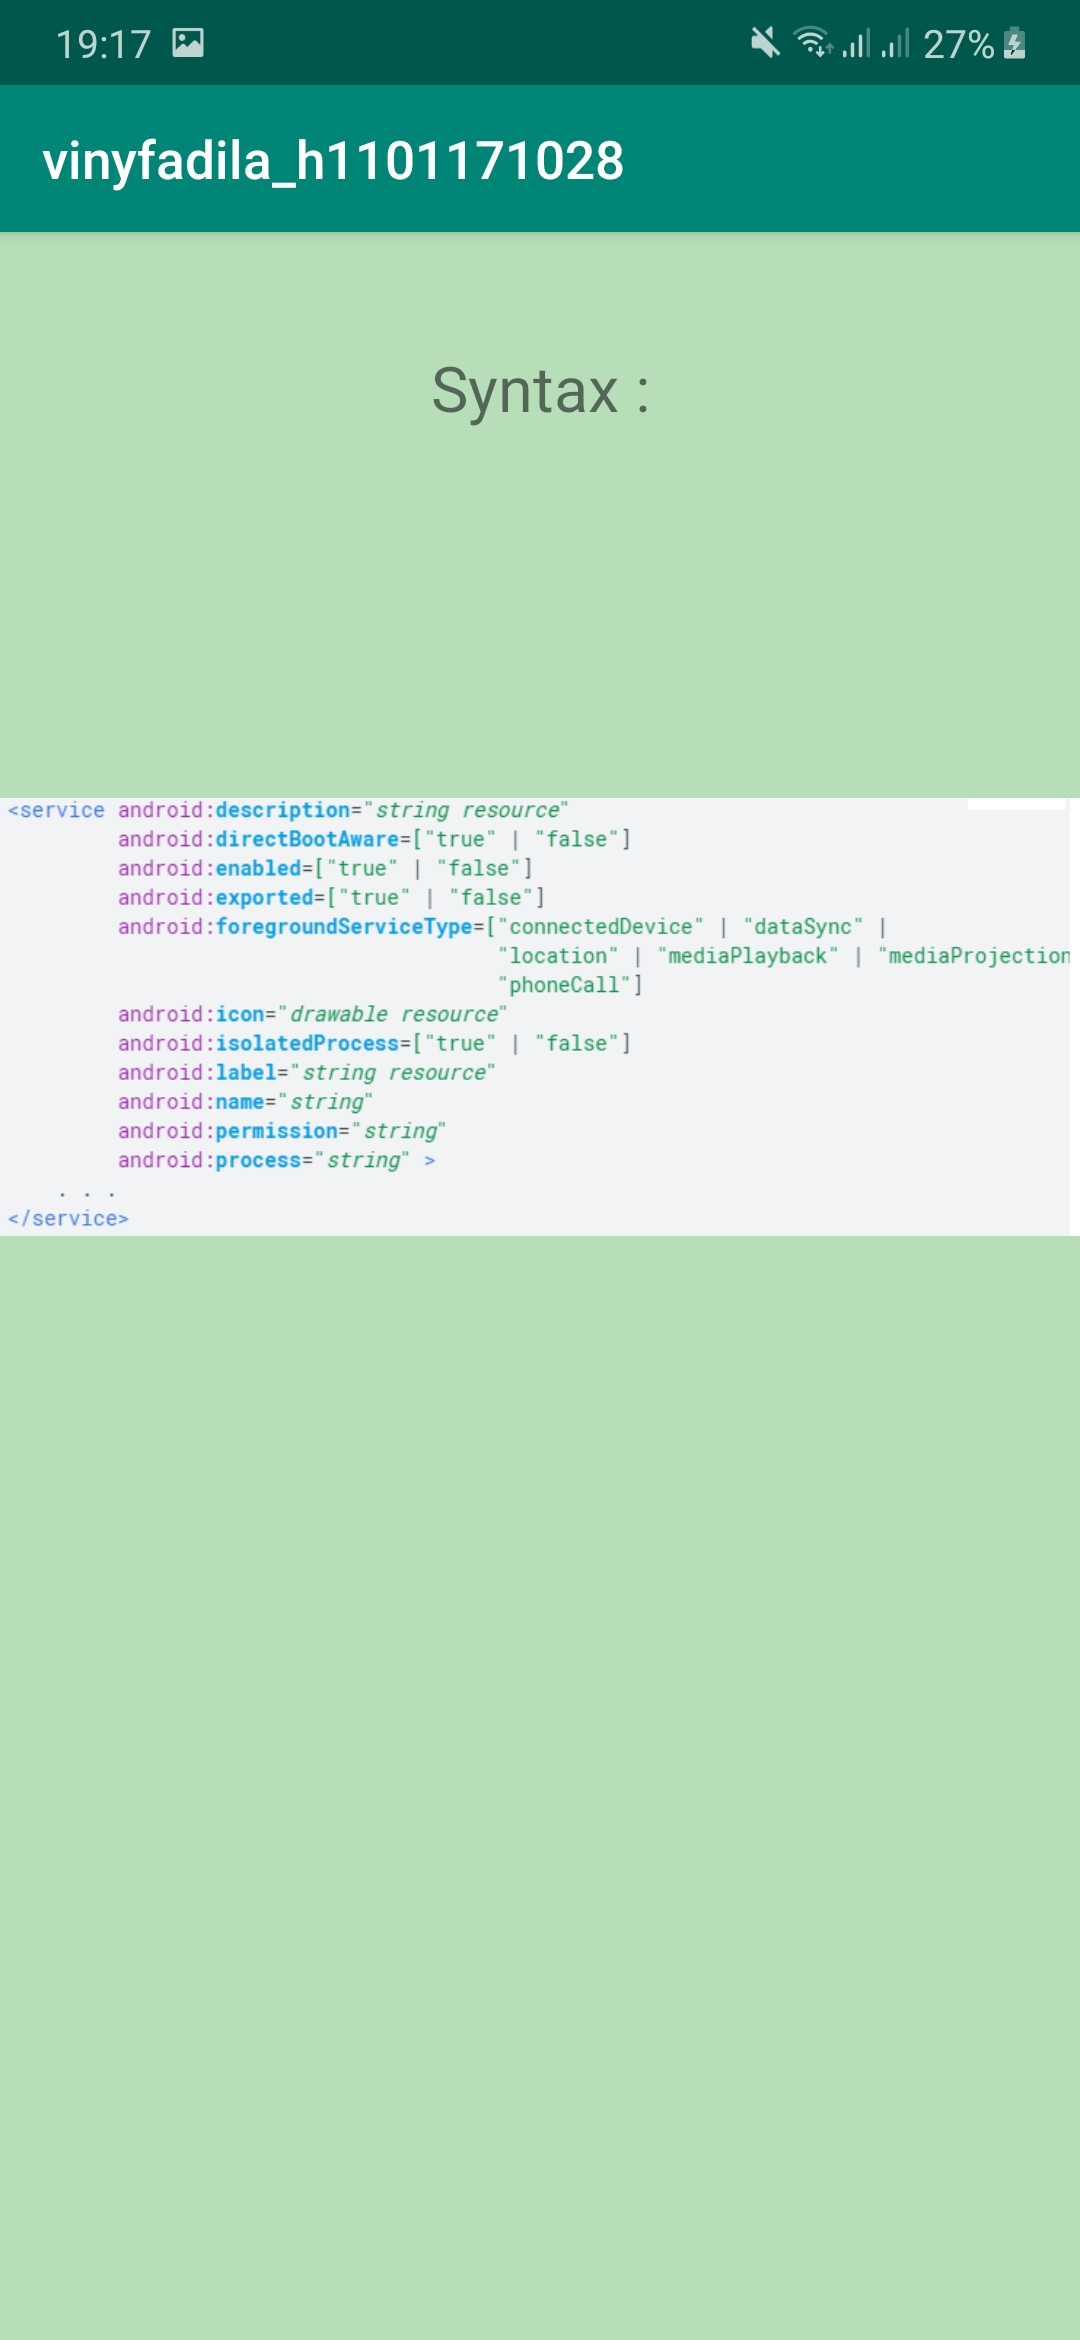 19:17 27%
vinyfadila_h1101171028
Syntax :
<service android:description="string resource"
android:directBootAware=["true" | "false"]
android:enabled=["true" | "false"]
android:exported=["true" | "false"]
android:foregroundServiceType=["connectedDevice" | "dataSync" |
"location" | "mediaPlayback" | "mediaProjection
"phoneCall"]
android:icon="drawable resource"
android:isolatedProcess=["true" | "false"]
android:label="string resource"
android:name="string"
android:permission="string"
android:process="string" >
. . .
</service>